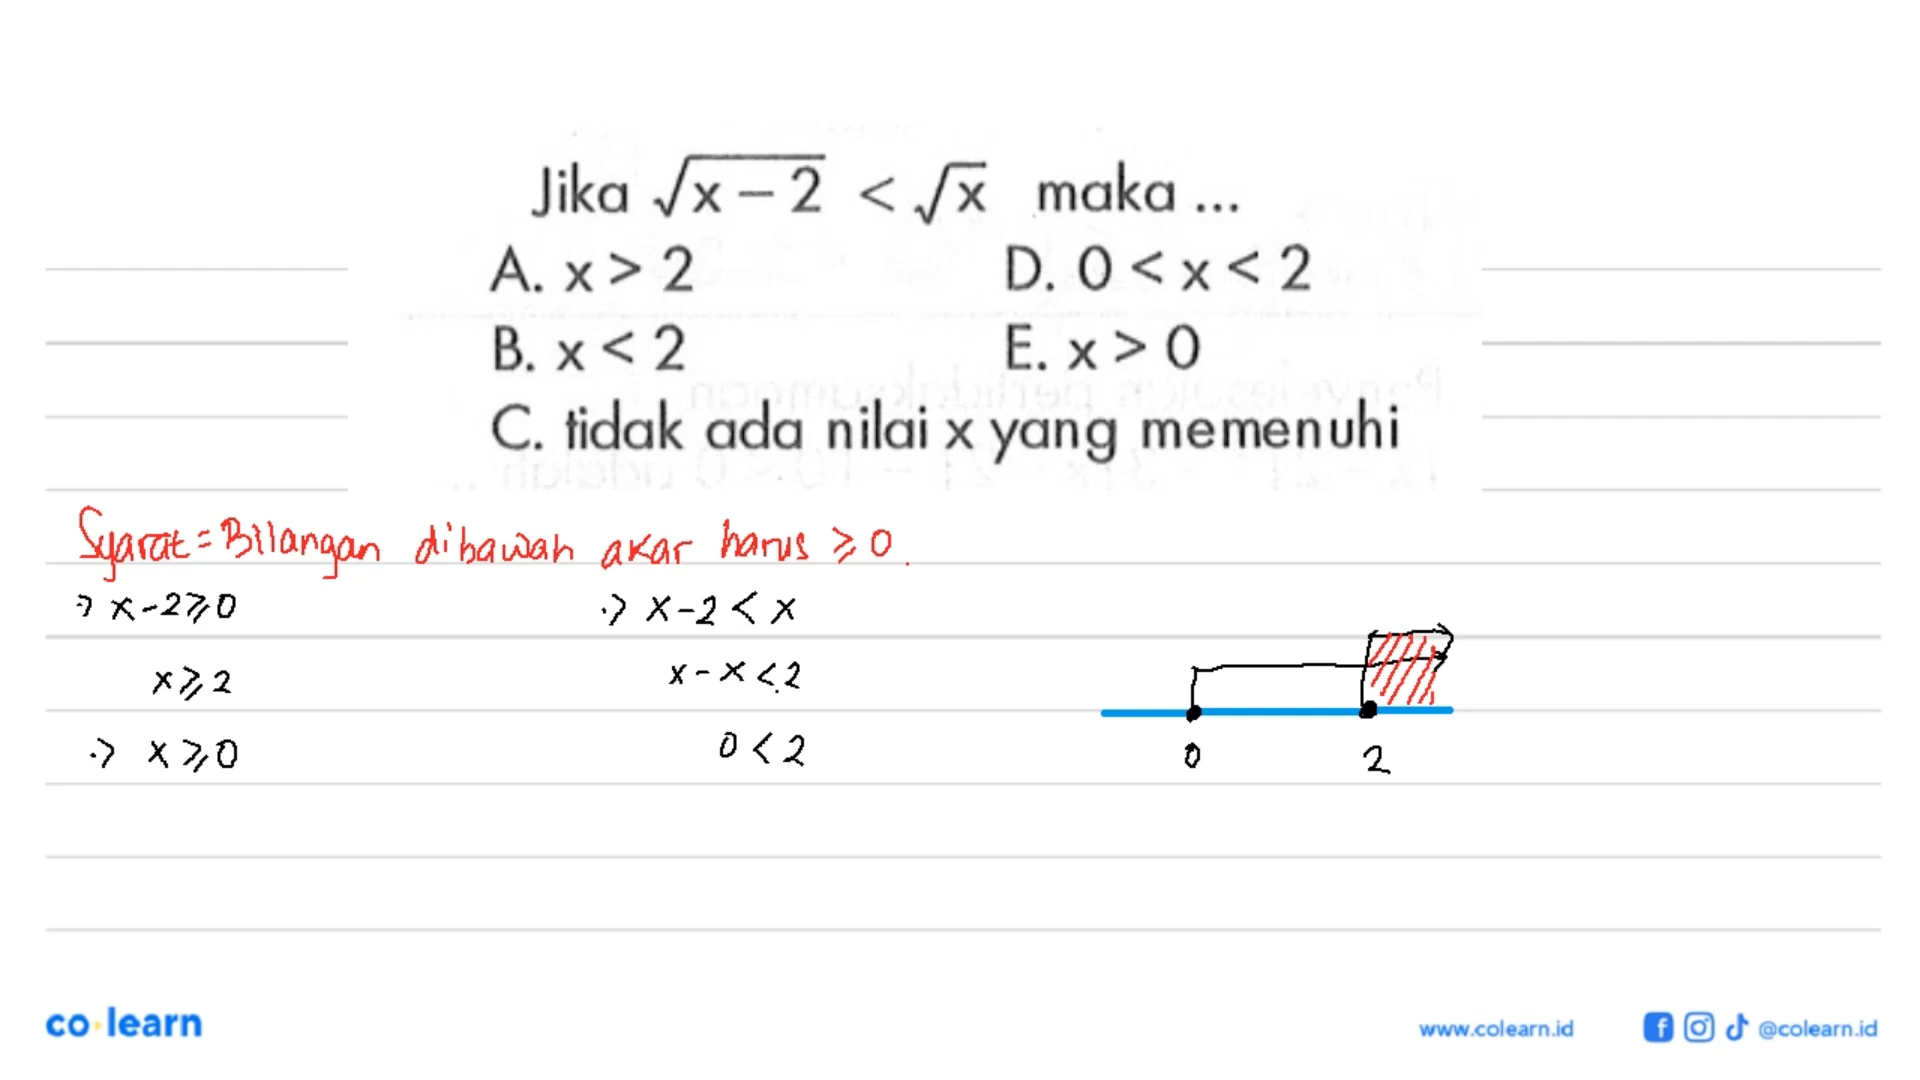 Jika √(x − 2) < √x maka ...
A. x > 2
D. 0 < x < 2
B. x < 2
E. x > 0
C. tidak ada nilai x yang memenuhi
Syarat = Bilangan dibawah akar harus ⩾ 0.
∴) x-2⩾0
x⩾2
∴) x⩾0
∴) x-2 < x
x-x < 2
0 < 2
0 2
co learn
www.colearn.id
@colearn.id